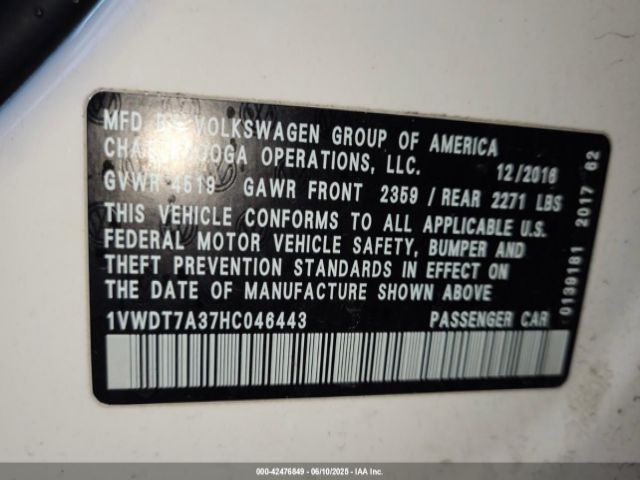 MFD BY VOLKSWAGEN GROUP OF AMERICA
CHATTANOOGA OPERATIONS, LLC. 12/2016
GVWR 4519 GAWR FRONT 2359 / REAR 2271 LBS
THIS VEHICLE CONFORMS TO ALL APPLICABLE U.S.
FEDERAL MOTOR VEHICLE SAFETY, BUMPER AND
THEFT PREVENTION STANDARDS IN EFFECT ON
THE DATE OF MANUFACTURE SHOWN ABOVE
1VWDT7A37HC046443 PASSENGER CAR
0139181 2017 62
000-42476849 | 06/10/2025 | IAA Inc.